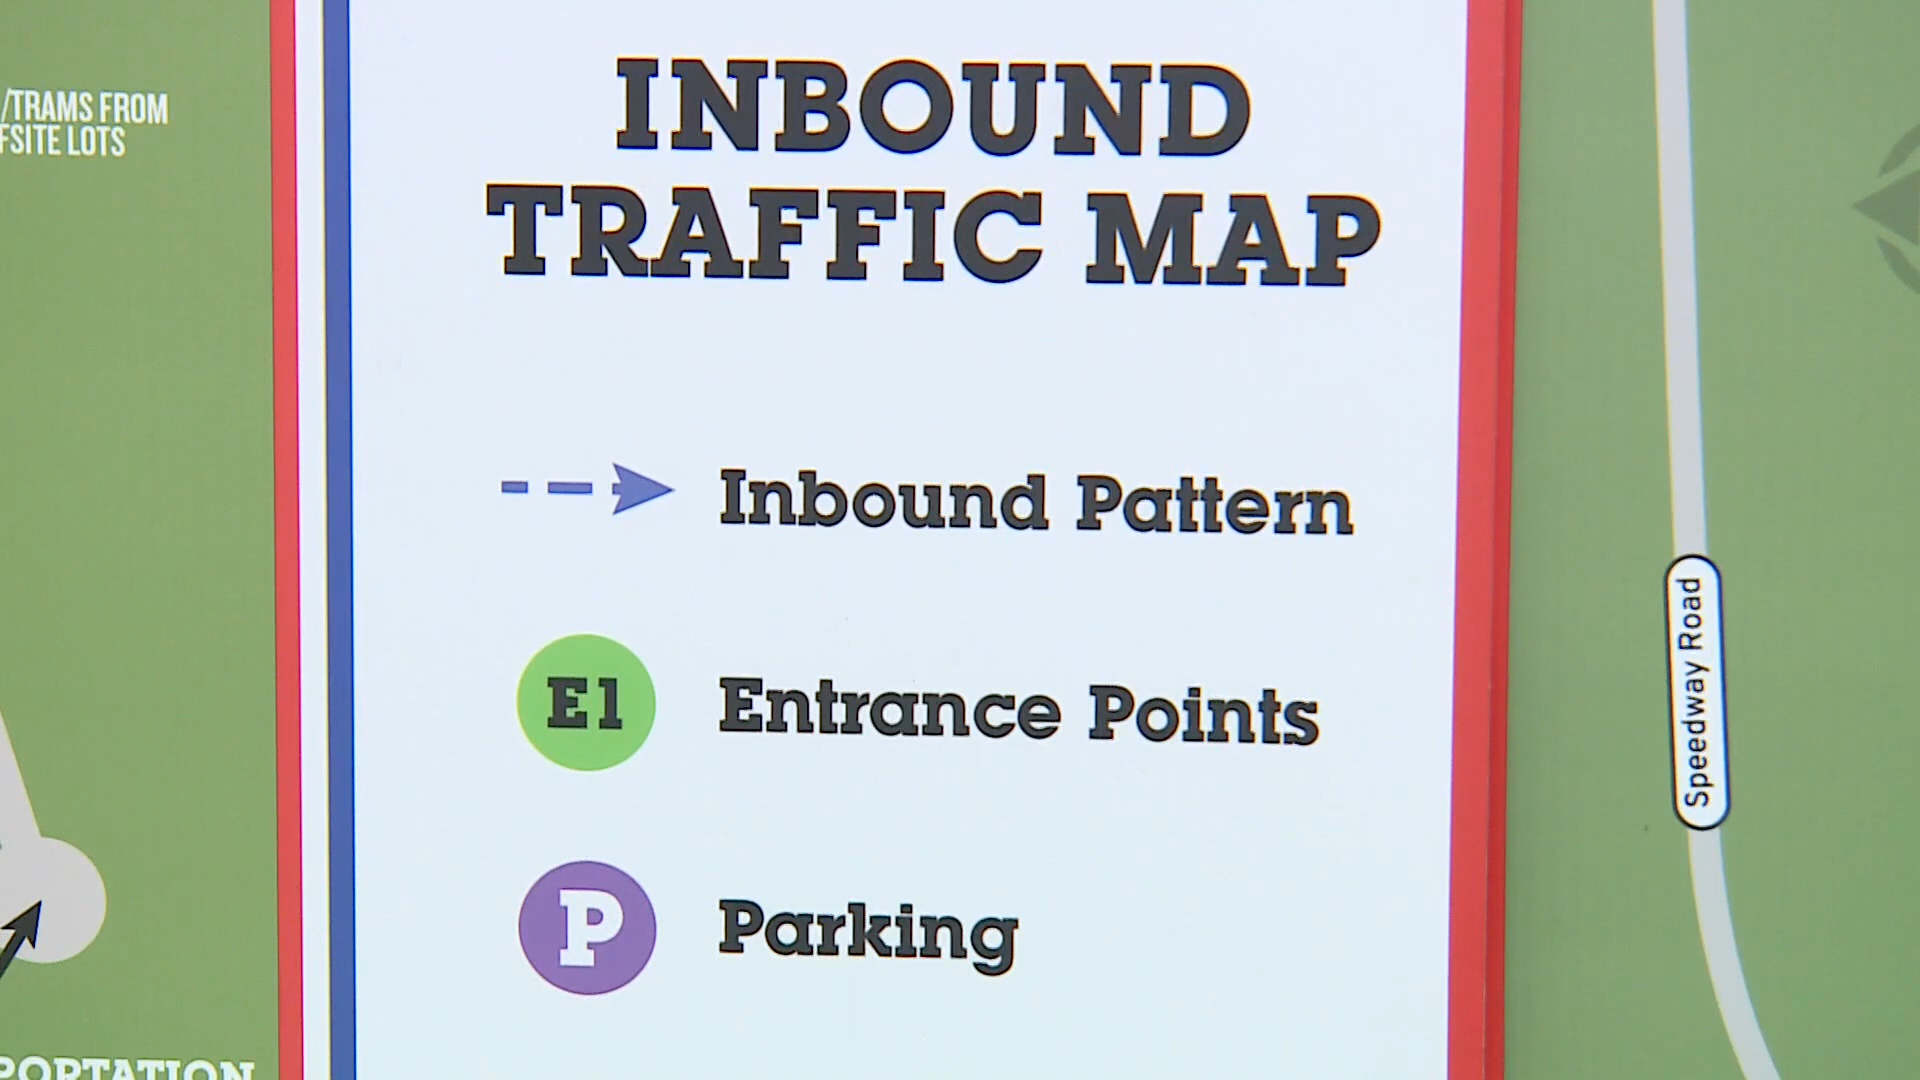 /TRAMS FROM
FSITE LOTS
INBOUND
TRAFFIC MAP
Inbound Pattern
E1 Entrance Points
P Parking
Speedway Road
PORTATION